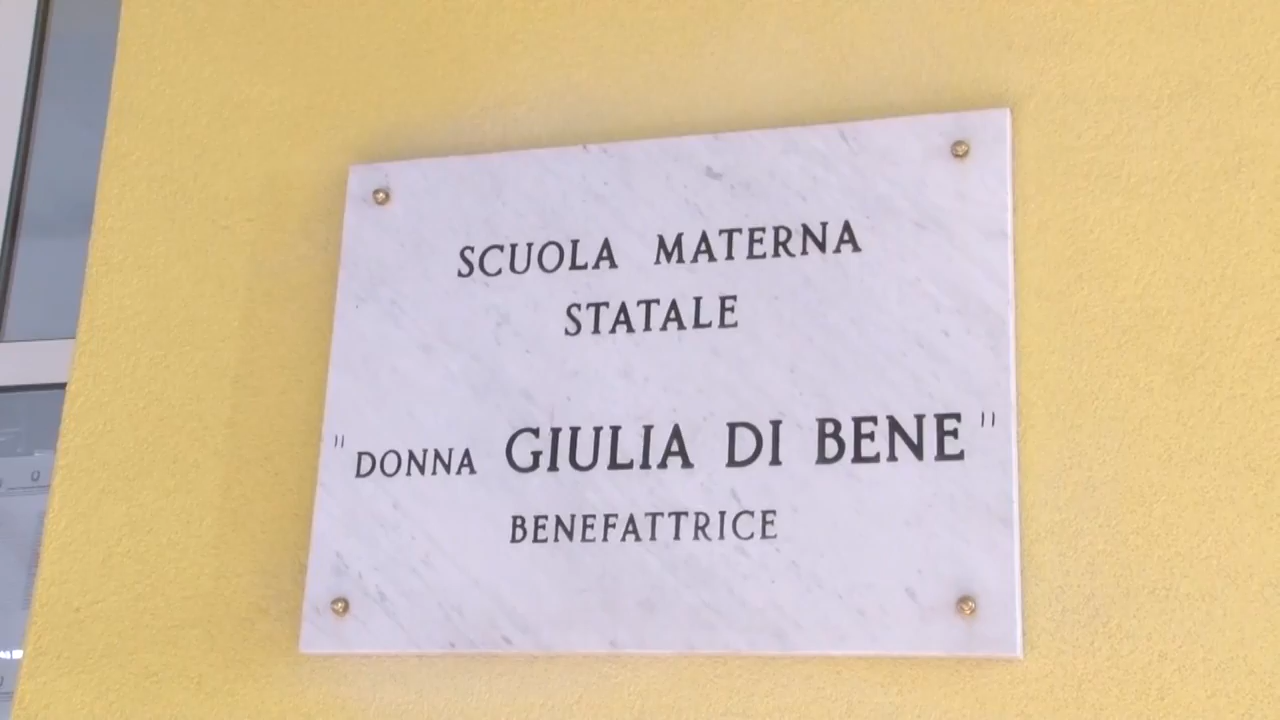 SCUOLA MATERNA
STATALE
"DONNA GIULIA DI BENE"
BENEFATTRICE